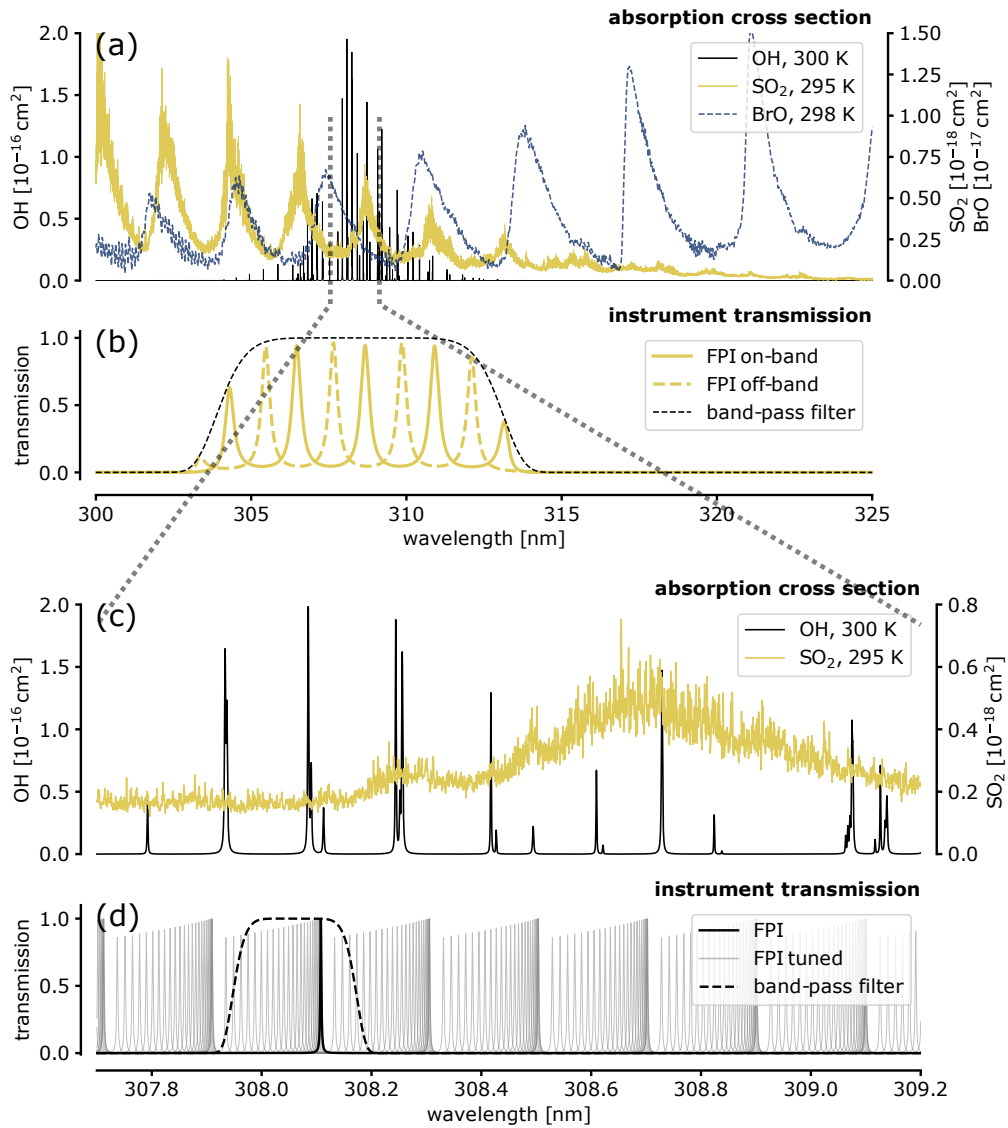 absorption cross section
(a)
2.0
1.5
1.0
0.5
0.0
OH [10⁻¹⁶ cm²]
OH, 300 K
SO₂, 295 K
BrO, 298 K
1.50
1.25
1.00
0.75
0.50
0.25
0.00
SO₂ [10⁻¹⁸ cm²]
BrO [10⁻¹⁷ cm²]
instrument transmission
(b)
1.0
0.5
0.0
transmission
FPI on-band
FPI off-band
band-pass filter
300 305 310 315 320 325
wavelength [nm]
absorption cross section
(c)
2.0
1.5
1.0
0.5
0.0
OH [10⁻¹⁶ cm²]
OH, 300 K
SO₂, 295 K
0.8
0.6
0.4
0.2
0.0
SO₂ [10⁻¹⁸ cm²]
instrument transmission
(d)
1.0
0.5
0.0
transmission
FPI
FPI tuned
band-pass filter
307.8 308.0 308.2 308.4 308.6 308.8 309.0 309.2
wavelength [nm]